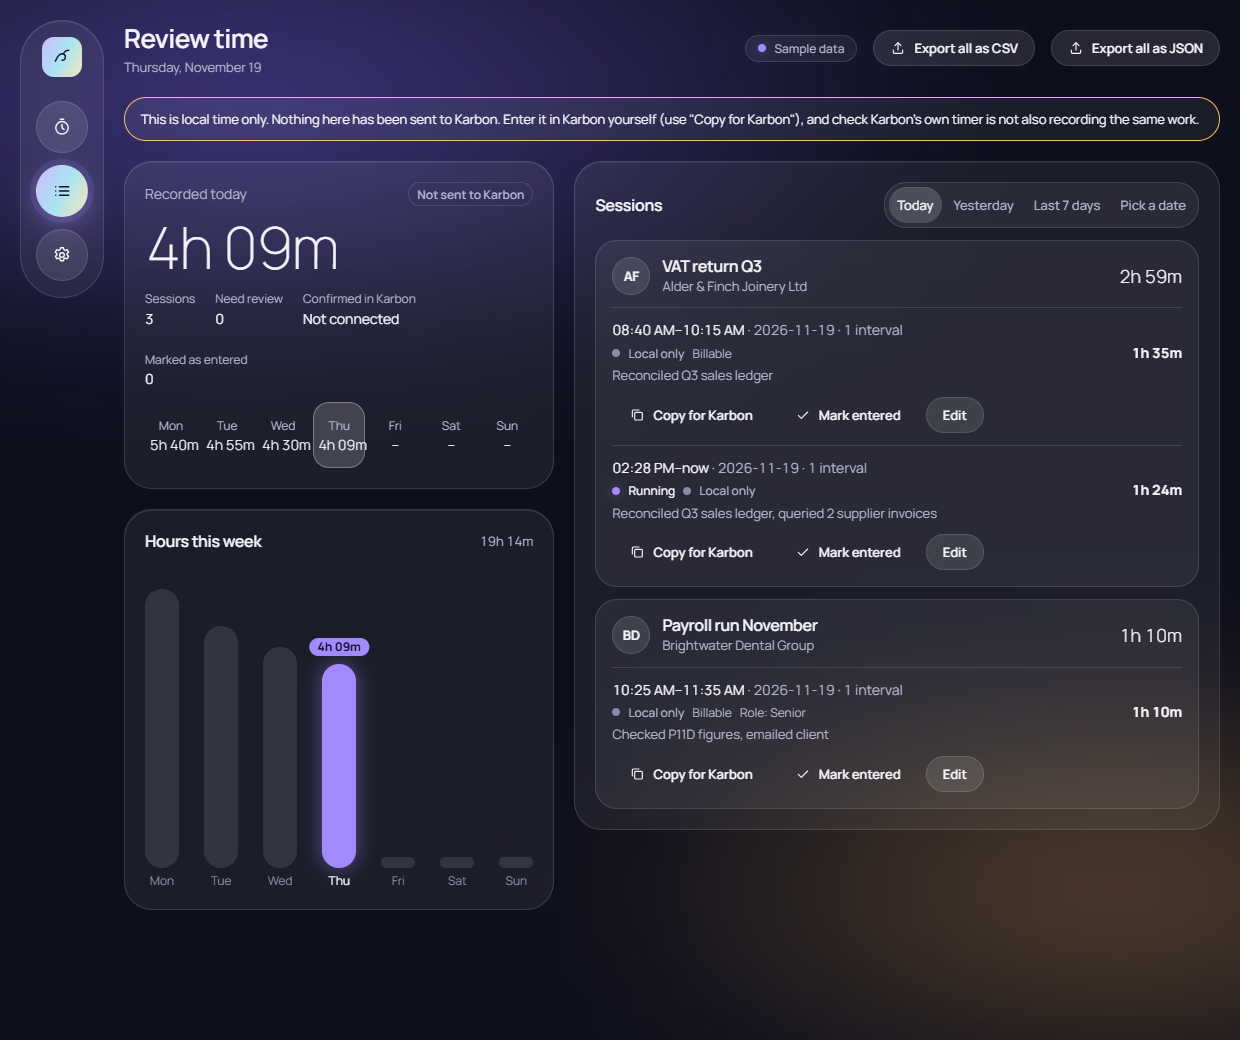 Review time
Thursday, November 19
Sample data
Export all as CSV
Export all as JSON
This is local time only. Nothing here has been sent to Karbon. Enter it in Karbon yourself (use "Copy for Karbon"), and check Karbon's own timer is not also recording the same work.
Recorded today
Not sent to Karbon
4h 09m
Sessions
Need review
Confirmed in Karbon
3
0
Not connected
Marked as entered
0
Mon Tue Wed Thu Fri Sat Sun
5h 40m 4h 55m 4h 30m 4h 09m – – –
Hours this week
19h 14m
4h 09m
Mon Tue Wed Thu Fri Sat Sun
Sessions
Today Yesterday Last 7 days Pick a date
AF
VAT return Q3
Alder & Finch Joinery Ltd
2h 59m
08:40 AM–10:15 AM · 2026-11-19 · 1 interval
Local only Billable
1h 35m
Reconciled Q3 sales ledger
Copy for Karbon Mark entered Edit
02:28 PM–now · 2026-11-19 · 1 interval
Running Local only
1h 24m
Reconciled Q3 sales ledger, queried 2 supplier invoices
Copy for Karbon Mark entered Edit
BD
Payroll run November
Brightwater Dental Group
1h 10m
10:25 AM–11:35 AM · 2026-11-19 · 1 interval
Local only Billable Role: Senior
1h 10m
Checked P11D figures, emailed client
Copy for Karbon Mark entered Edit